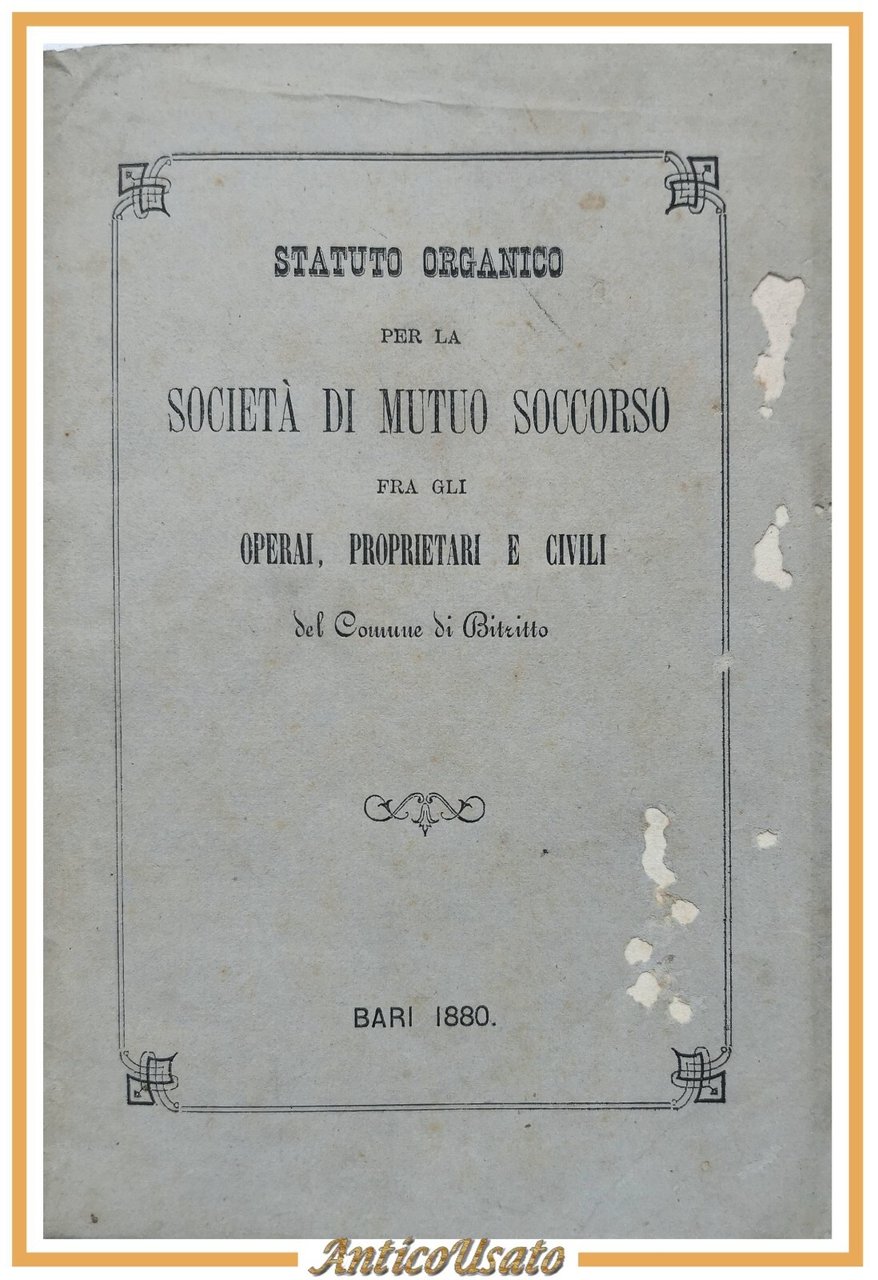 STATUTO ORGANICO
PER LA
SOCIETÀ DI MUTUO SOCCORSO
FRA GLI
OPERAI, PROPRIETARI E CIVILI
del Comune di Bitritto
BARI 1880.
AnticoUsato